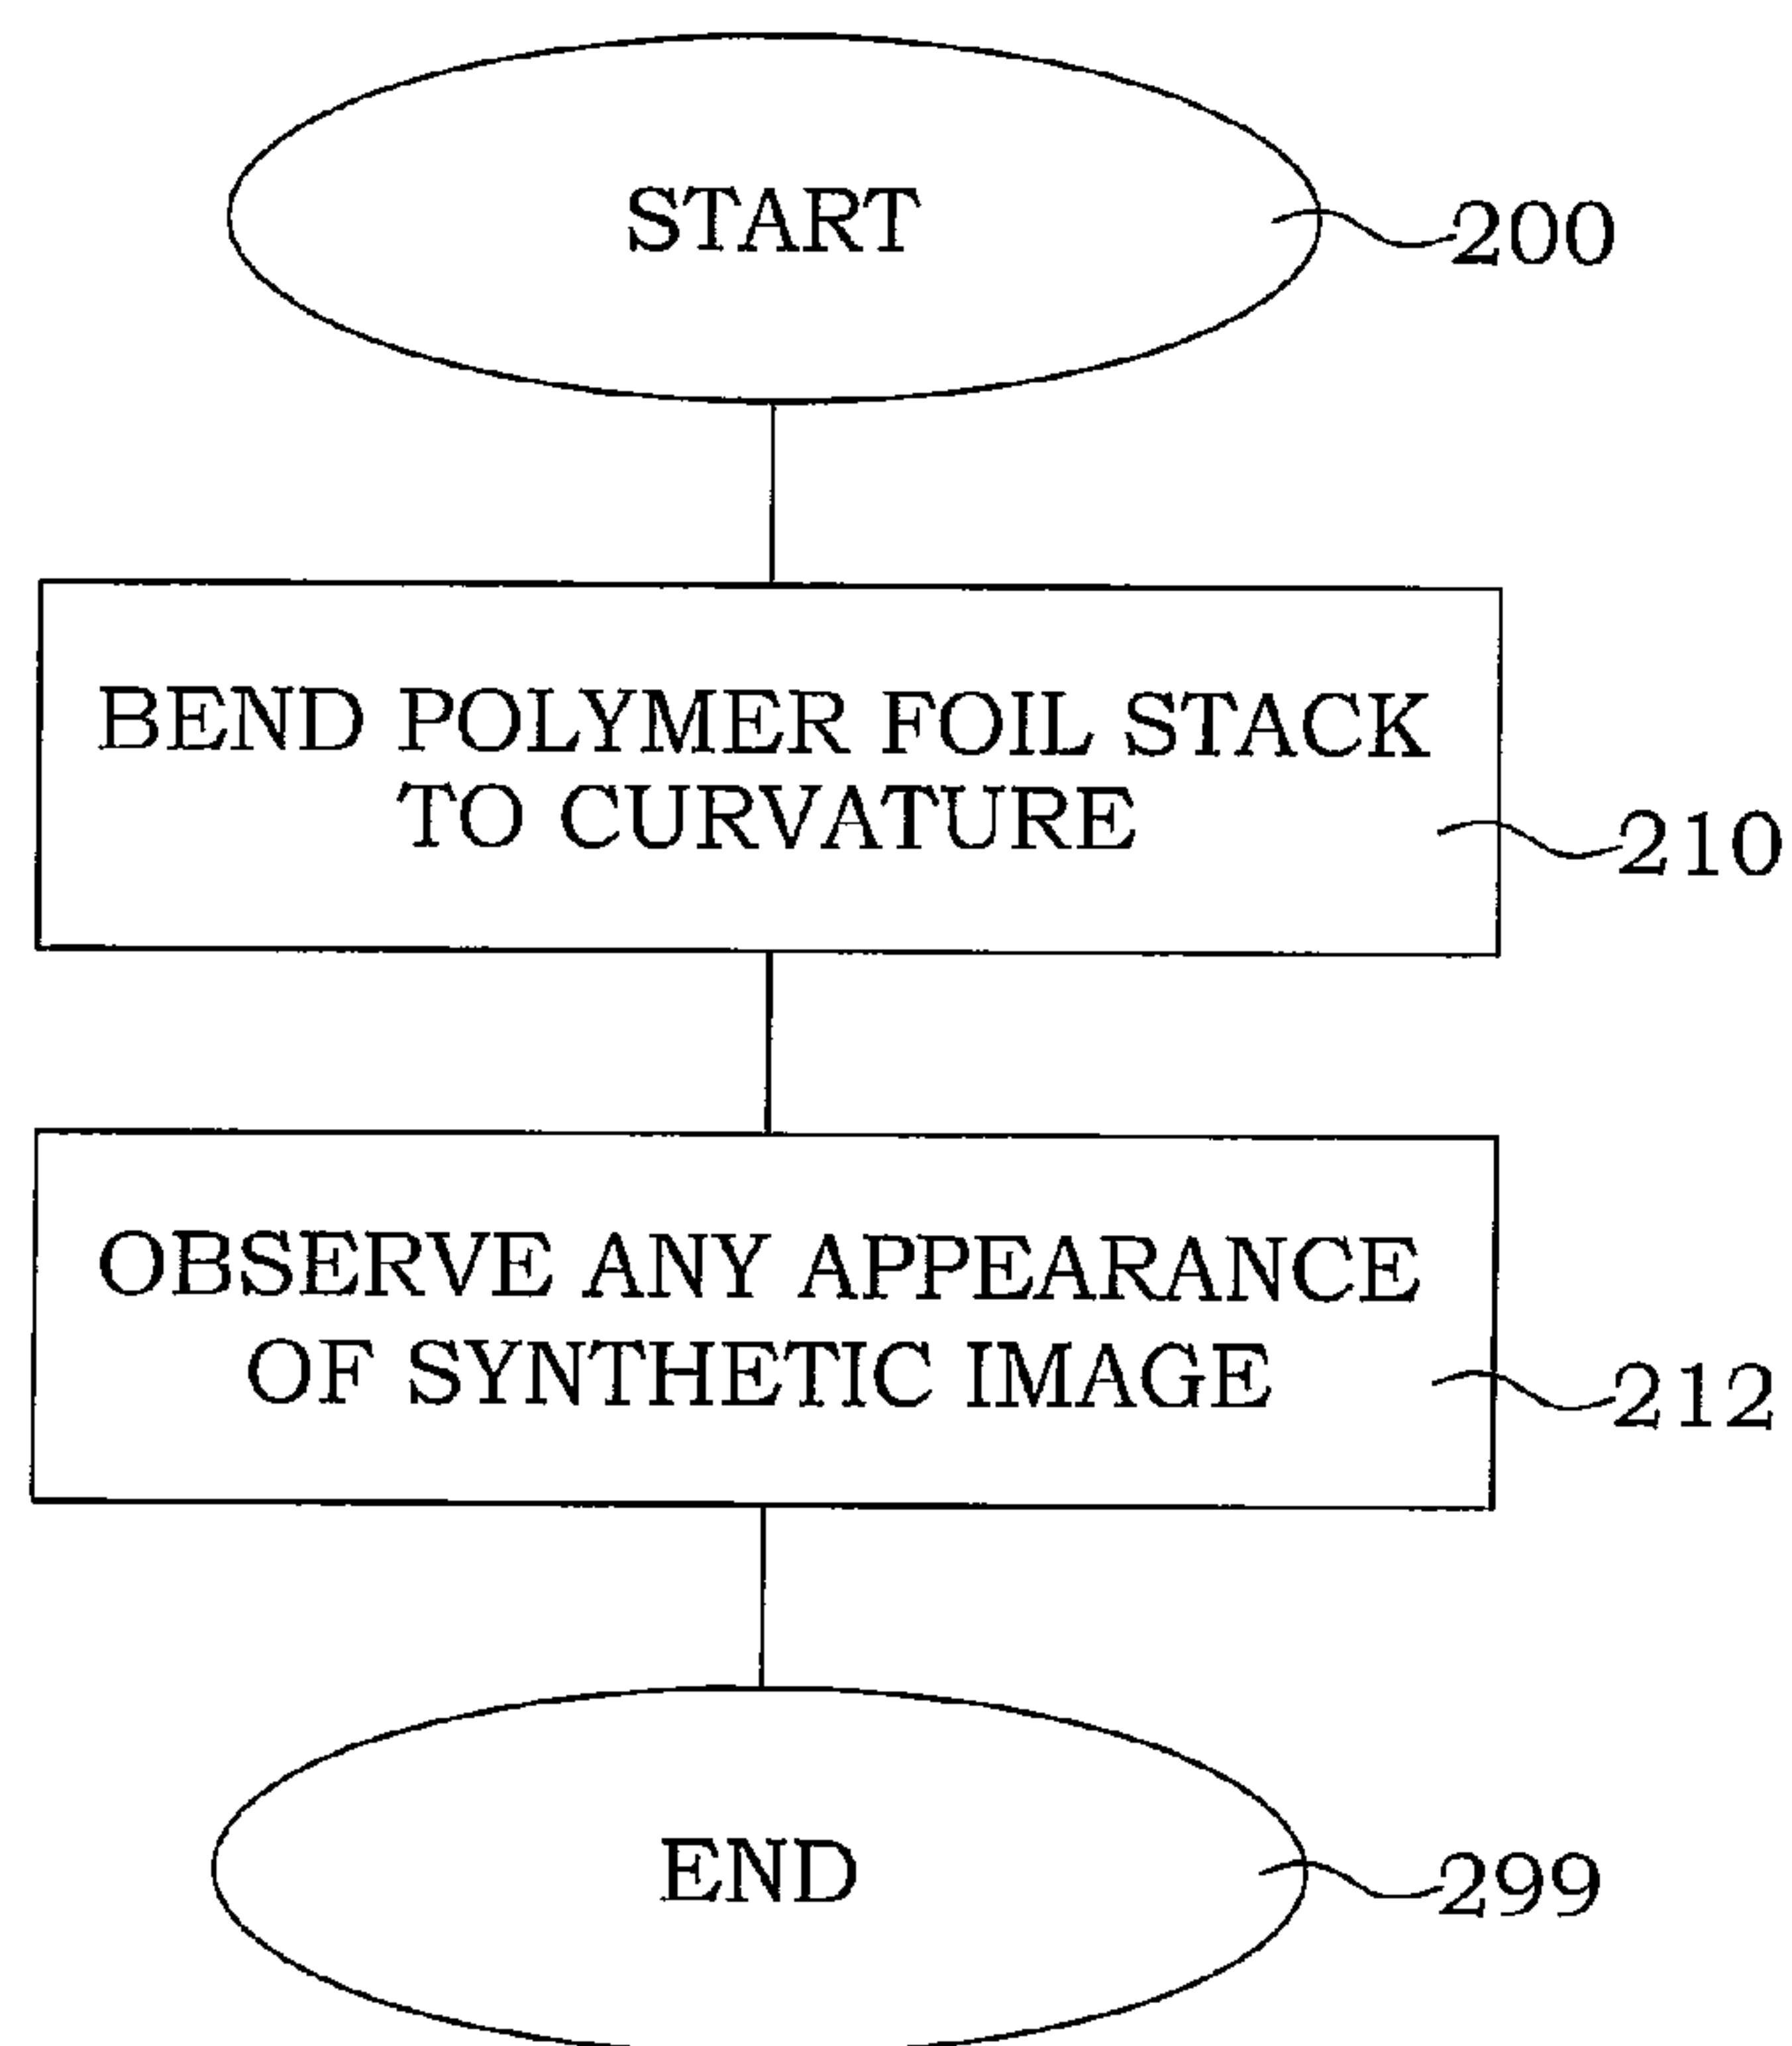 START
200
BEND POLYMER FOIL STACK
TO CURVATURE
210
OBSERVE ANY APPEARANCE
OF SYNTHETIC IMAGE
212
END
299